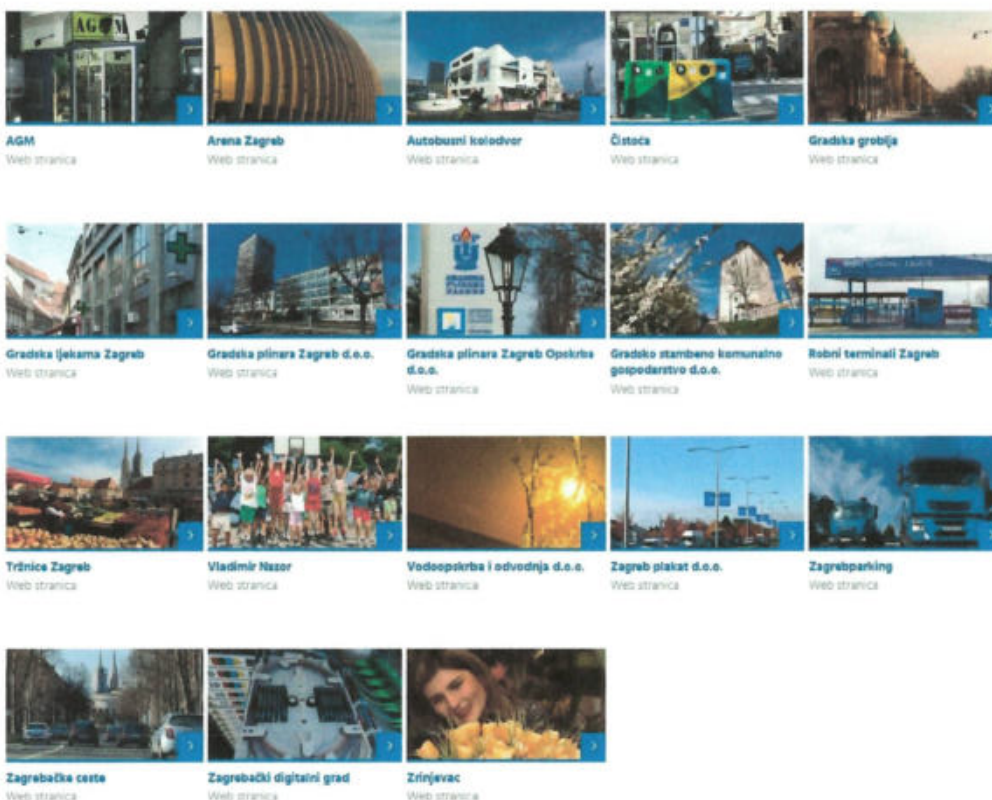 AGM
AGM
Web stranica
Arena Zagreb
Web stranica
Autobusni kolodvor
Web stranica
Čistoća
Web stranica
Gradska groblja
Web stranica
Gradska ljekarna Zagreb
Web stranica
Gradska plinara Zagreb d.o.o.
Web stranica
Gradska plinara Zagreb Opskrba
d.o.o.
Web stranica
Gradsko stambeno komunalno
gospodarstvo d.o.o.
Web stranica
Robni terminali Zagreb
Web stranica
Tržnice Zagreb
Web stranica
Vladimir Nazor
Web stranica
Vodoopskrba i odvodnja d.o.o.
Web stranica
Zagreb plakat d.o.o.
Web stranica
Zagrebparking
Web stranica
Zagrebačke ceste
Web stranica
Zagrebački digitalni grad
Web stranica
Zrinjevac
Web stranica